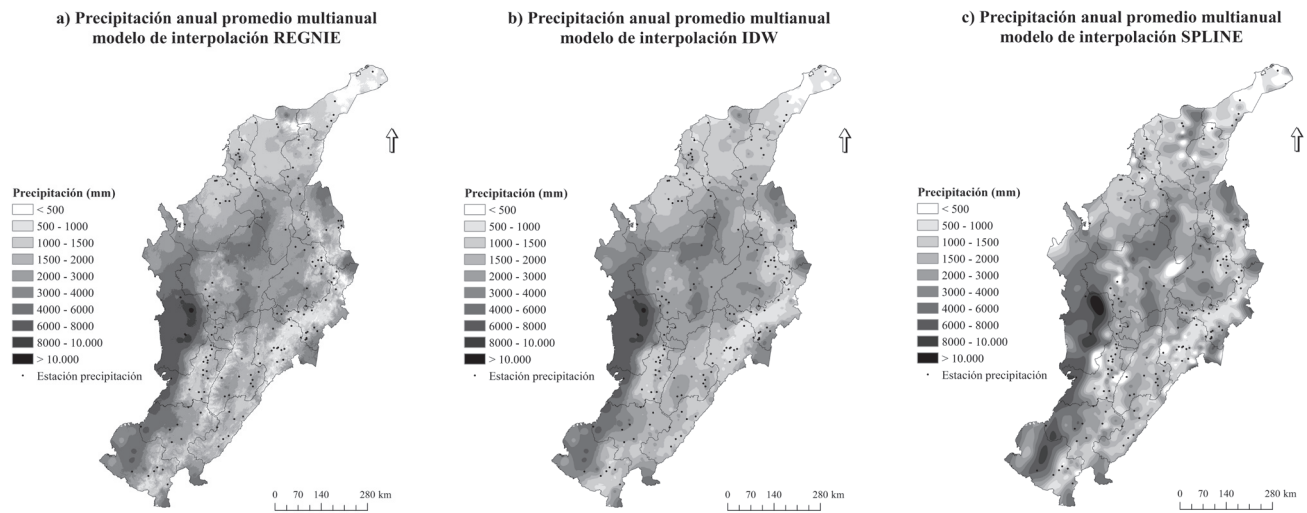 a) Precipitación anual promedio multianual
modelo de interpolación REGNIE
Precipitación (mm)
< 500
500 - 1000
1000 - 1500
1500 - 2000
2000 - 3000
3000 - 4000
4000 - 6000
6000 - 8000
8000 - 10.000
> 10.000
Estación precipitación
0 70 140 280 km
b) Precipitación anual promedio multianual
modelo de interpolación IDW
Precipitación (mm)
< 500
500 - 1000
1000 - 1500
1500 - 2000
2000 - 3000
3000 - 4000
4000 - 6000
6000 - 8000
8000 - 10.000
> 10.000
Estación precipitación
0 70 140 280 km
c) Precipitación anual promedio multianual
modelo de interpolación SPLINE
Precipitación (mm)
< 500
500 - 1000
1000 - 1500
1500 - 2000
2000 - 3000
3000 - 4000
4000 - 6000
6000 - 8000
8000 - 10.000
> 10.000
Estación precipitación
0 70 140 280 km